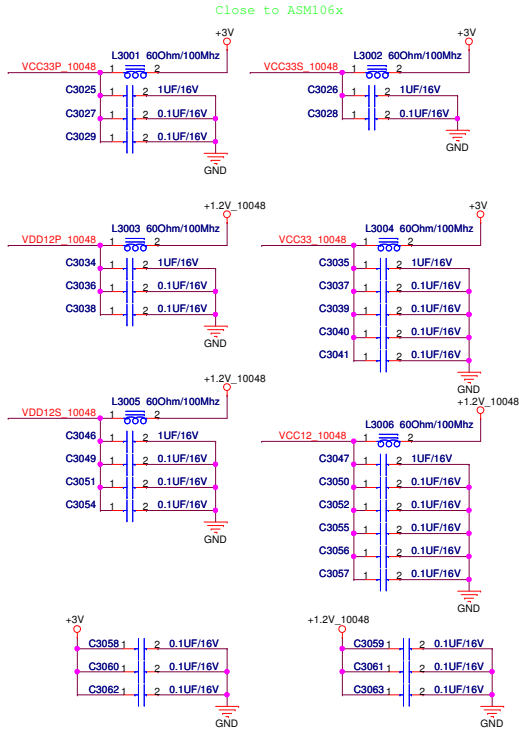 Close to ASM106x
+3V
L3001 60Ohm/100Mhz
VCC33P_10048 1 2
C3025 1 2 1UF/16V
C3027 1 2 0.1UF/16V
C3029 1 2 0.1UF/16V
GND
+3V
L3002 60Ohm/100Mhz
VCC33S_10048 1 2
C3026 1 2 1UF/16V
C3028 1 2 0.1UF/16V
GND
+1.2V_10048
L3003 60Ohm/100Mhz
VDD12P_10048 1 2
C3034 1 2 1UF/16V
C3036 1 2 0.1UF/16V
C3038 1 2 0.1UF/16V
GND
+3V
L3004 60Ohm/100Mhz
VCC33_10048 1 2
C3035 1 2 1UF/16V
C3037 1 2 0.1UF/16V
C3039 1 2 0.1UF/16V
C3040 1 2 0.1UF/16V
C3041 1 2 0.1UF/16V
GND
+1.2V_10048
L3005 60Ohm/100Mhz
VDD12S_10048 1 2
C3046 1 2 1UF/16V
C3049 1 2 0.1UF/16V
C3051 1 2 0.1UF/16V
C3054 1 2 0.1UF/16V
GND
+1.2V_10048
L3006 60Ohm/100Mhz
VCC12_10048 1 2
C3047 1 2 1UF/16V
C3050 1 2 0.1UF/16V
C3052 1 2 0.1UF/16V
C3055 1 2 0.1UF/16V
C3056 1 2 0.1UF/16V
C3057 1 2 0.1UF/16V
GND
+3V
C3058 1 2 0.1UF/16V
C3060 1 2 0.1UF/16V
C3062 1 2 0.1UF/16V
GND
+1.2V_10048
C3059 1 2 0.1UF/16V
C3061 1 2 0.1UF/16V
C3063 1 2 0.1UF/16V
GND